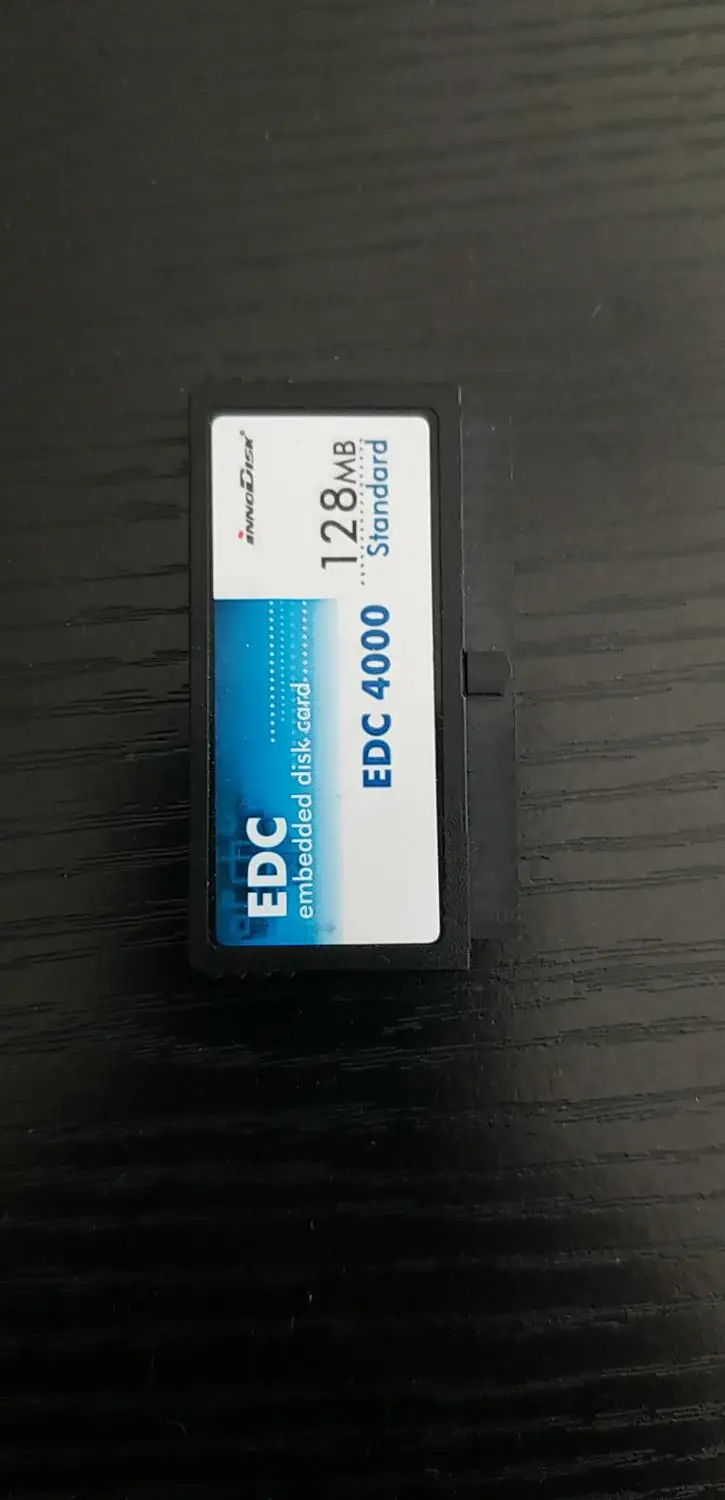 EDC
embedded disk card
EDC 4000
InnoDisk®
128MB
Standard